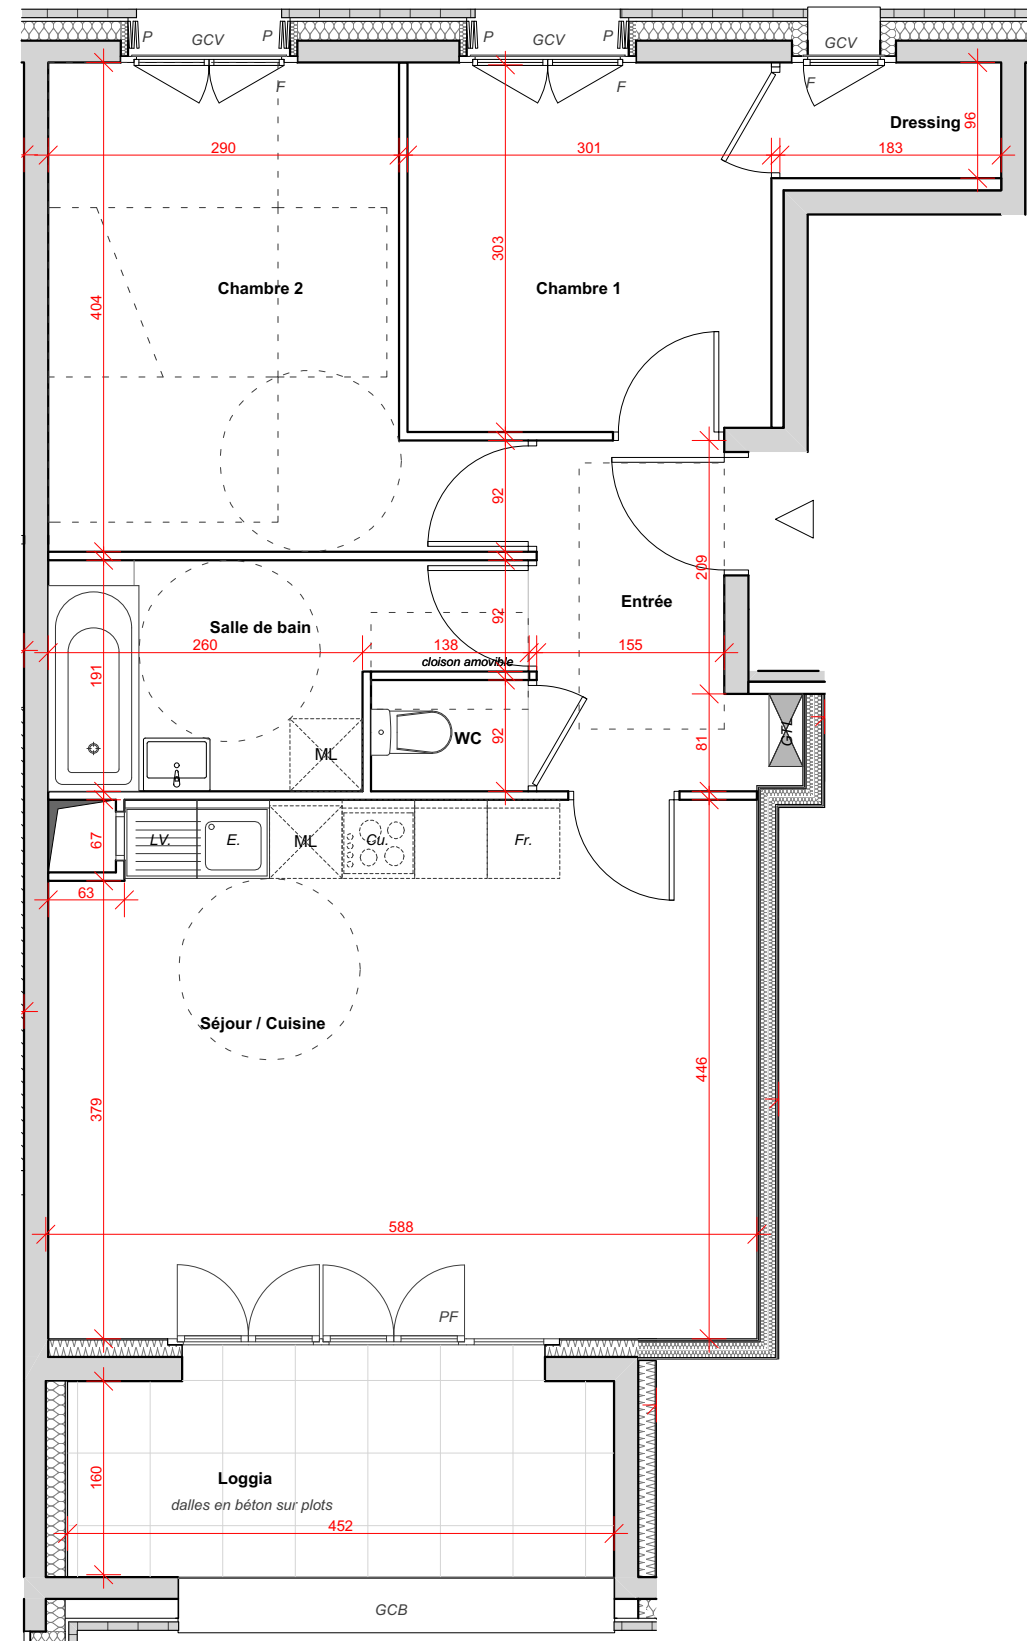 P GCV P P GCV P GCV
F F F
Dressing
96
290 301 183
303
Chambre 2 Chambre 1
404
92
209
Entrée
92
Salle de bain
260 138 155
cloison amovible
191
WC
92
81
GTL
ML
67
LV. E. ML Cu. Fr.
63
Séjour / Cuisine
446
379
588
PF
Loggia
160
dalles en béton sur plots
452
GCB